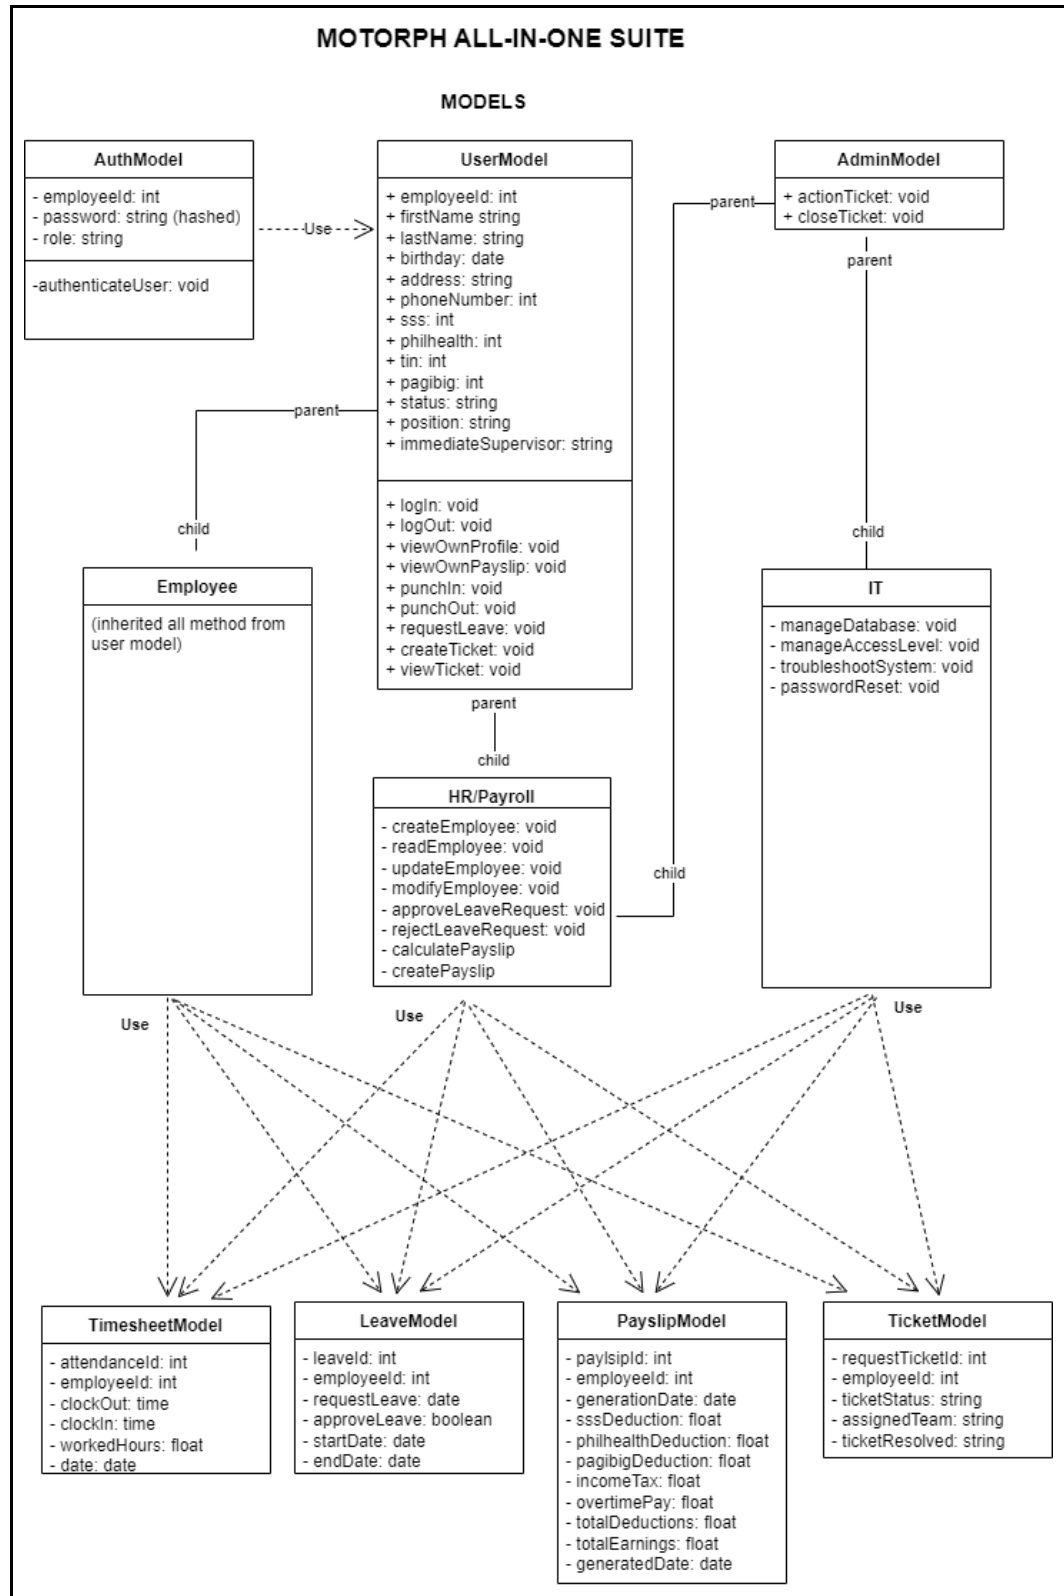 MOTORPH ALL-IN-ONE SUITE
MODELS
AuthModel
- employeeId: int
- password: string (hashed)
- role: string
-authenticateUser: void
Use
UserModel
+ employeeId: int
+ firstName string
+ lastName: string
+ birthday: date
+ address: string
+ phoneNumber: int
+ sss: int
+ philhealth: int
+ tin: int
+ pagibig: int
+ status: string
+ position: string
+ immediateSupervisor: string
+ logIn: void
+ logOut: void
+ viewOwnProfile: void
+ viewOwnPayslip: void
+ punchIn: void
+ punchOut: void
+ requestLeave: void
+ createTicket: void
+ viewTicket: void
AdminModel
+ actionTicket: void
+ closeTicket: void
parent
parent
parent
child
child
Employee
(inherited all method from
user model)
IT
- manageDatabase: void
- manageAccessLevel: void
- troubleshootSystem: void
- passwordReset: void
parent
child
HR/Payroll
- createEmployee: void
- readEmployee: void
- updateEmployee: void
- modifyEmployee: void
- approveLeaveRequest: void
- rejectLeaveRequest: void
- calculatePayslip
- createPayslip
child
Use
Use
Use
TimesheetModel
- attendanceId: int
- employeeId: int
- clockOut: time
- clockIn: time
- workedHours: float
- date: date
LeaveModel
- leaveId: int
- employeeId: int
- requestLeave: date
- approveLeave: boolean
- startDate: date
- endDate: date
PayslipModel
- paylsipId: int
- employeeId: int
- generationDate: date
- sssDeduction: float
- philhealthDeduction: float
- pagibigDeduction: float
- incomeTax: float
- overtimePay: float
- totalDeductions: float
- totalEarnings: float
- generatedDate: date
TicketModel
- requestTicketId: int
- employeeId: int
- ticketStatus: string
- assignedTeam: string
- ticketResolved: string